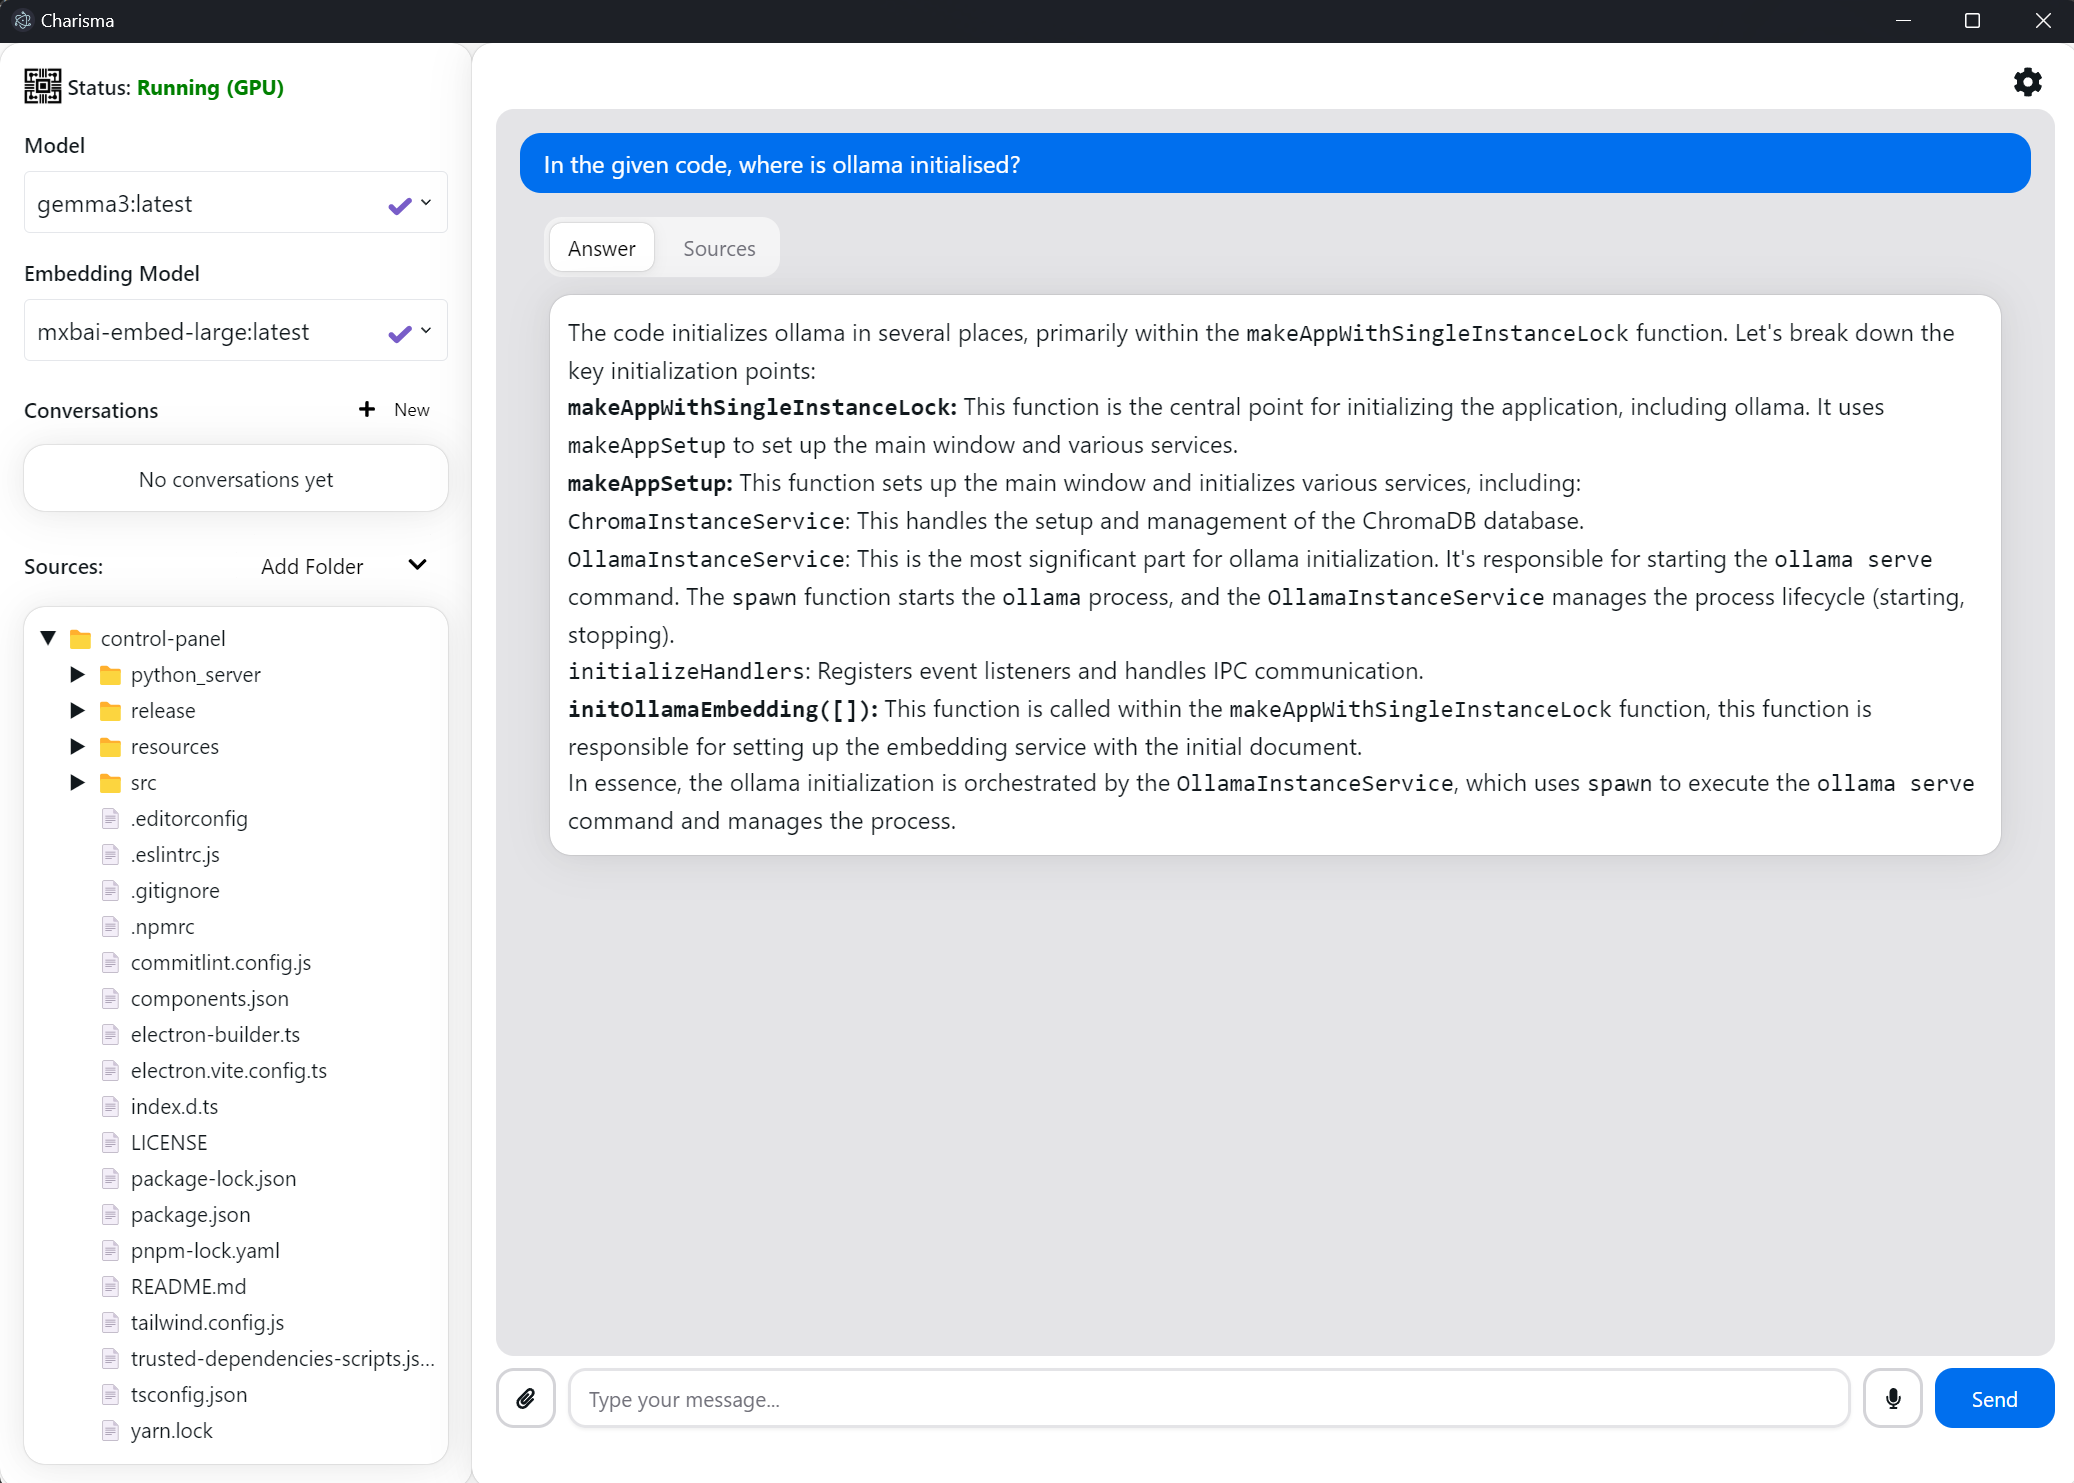 Charisma
Status: Running (GPU)
Model
gemma3:latest
Embedding Model
mxbai-embed-large:latest
Conversations
New
No conversations yet
Sources:
Add Folder
control-panel
python_server
release
resources
src
.editorconfig
.eslintrc.js
.gitignore
.npmrc
commitlint.config.js
components.json
electron-builder.ts
electron.vite.config.ts
index.d.ts
LICENSE
package-lock.json
package.json
pnpm-lock.yaml
README.md
tailwind.config.js
trusted-dependencies-scripts.js...
tsconfig.json
yarn.lock
In the given code, where is ollama initialised?
Answer
Sources
The code initializes ollama in several places, primarily within the makeAppWithSingleInstanceLock function. Let's break down the
key initialization points:
makeAppWithSingleInstanceLock: This function is the central point for initializing the application, including ollama. It uses
makeAppSetup to set up the main window and various services.
makeAppSetup: This function sets up the main window and initializes various services, including:
ChromaInstanceService: This handles the setup and management of the ChromaDB database.
OllamaInstanceService: This is the most significant part for ollama initialization. It's responsible for starting the ollama serve
command. The spawn function starts the ollama process, and the OllamaInstanceService manages the process lifecycle (starting,
stopping).
initializeHandlers: Registers event listeners and handles IPC communication.
initOllamaEmbedding([]): This function is called within the makeAppWithSingleInstanceLock function, this function is
responsible for setting up the embedding service with the initial document.
In essence, the ollama initialization is orchestrated by the OllamaInstanceService, which uses spawn to execute the ollama serve
command and manages the process.
Type your message...
Send